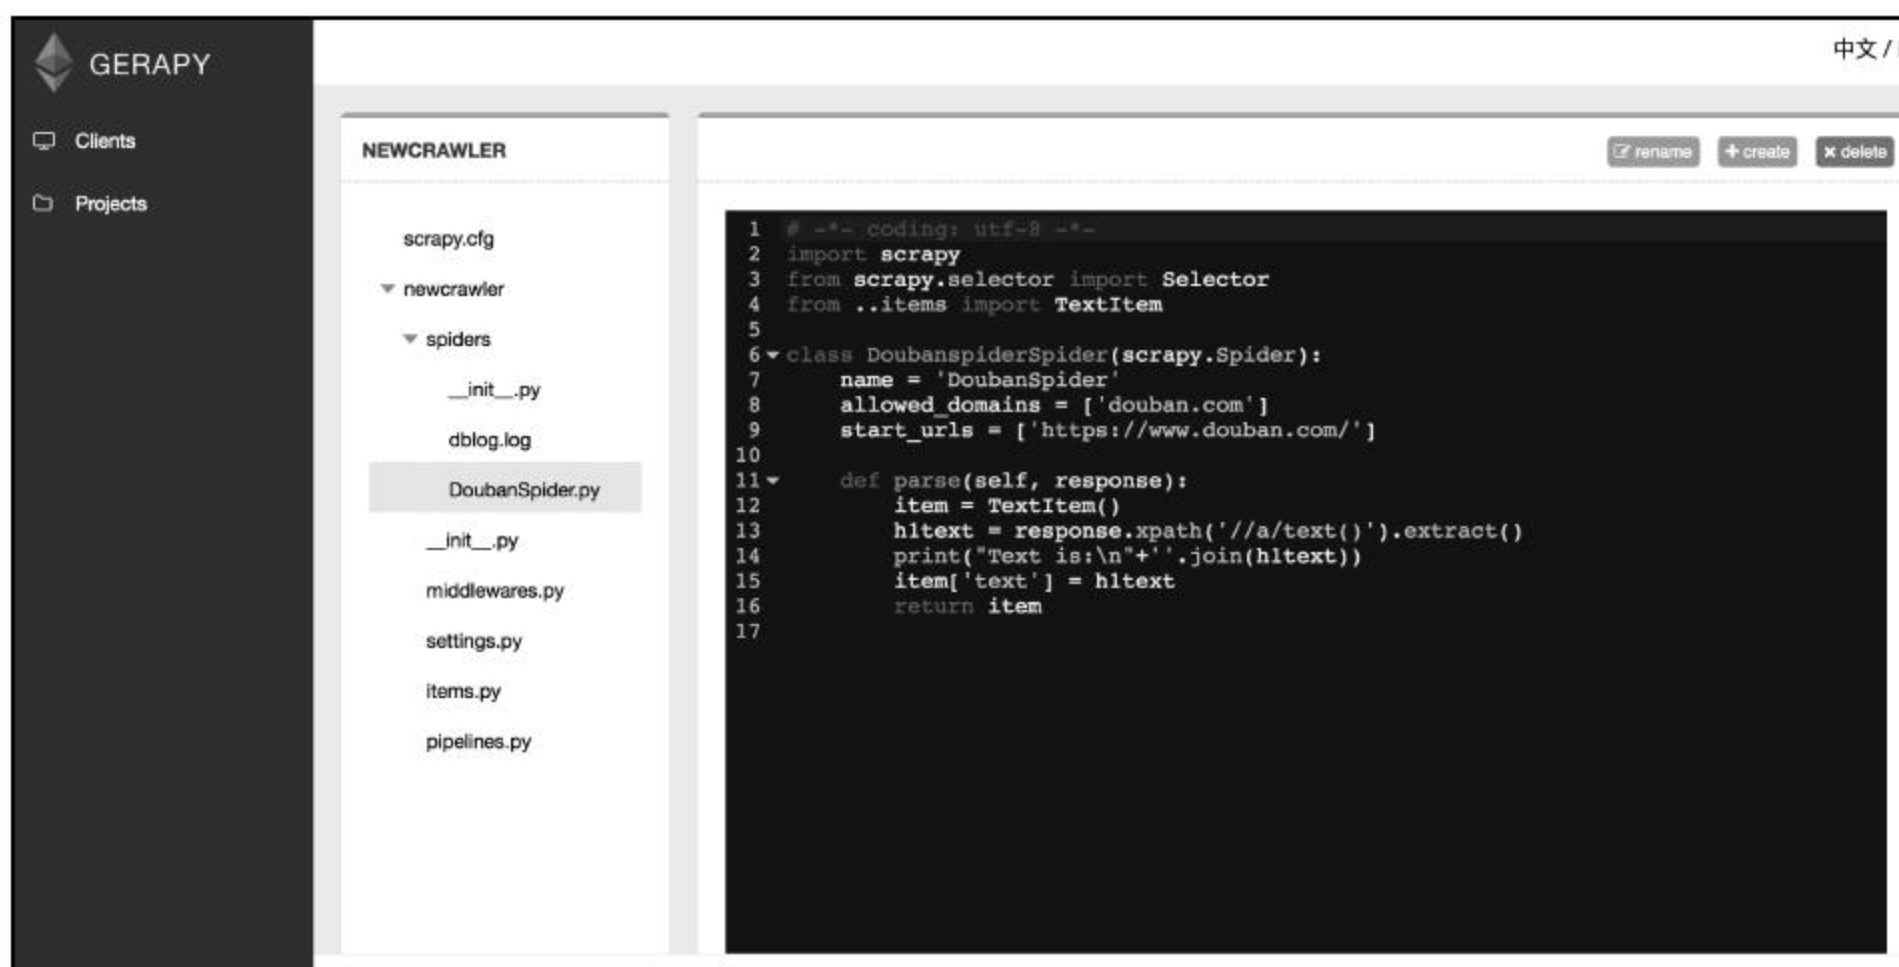 GERAPY
中文 /
Clients
Projects
NEWCRAWLER
rename
create
delete
scrapy.cfg
newcrawler
spiders
__init__.py
dblog.log
DoubanSpider.py
__init__.py
middlewares.py
settings.py
items.py
pipelines.py
1 # -*- coding: utf-8 -*-
2 import scrapy
3 from scrapy.selector import Selector
4 from ..items import TextItem
5
6 class DoubanspiderSpider(scrapy.Spider):
7 name = 'DoubanSpider'
8 allowed_domains = ['douban.com']
9 start_urls = ['https://www.douban.com/']
10
11 def parse(self, response):
12 item = TextItem()
13 h1text = response.xpath('//a/text()').extract()
14 print("Text is:\n"+''.join(h1text))
15 item['text'] = h1text
16 return item
17